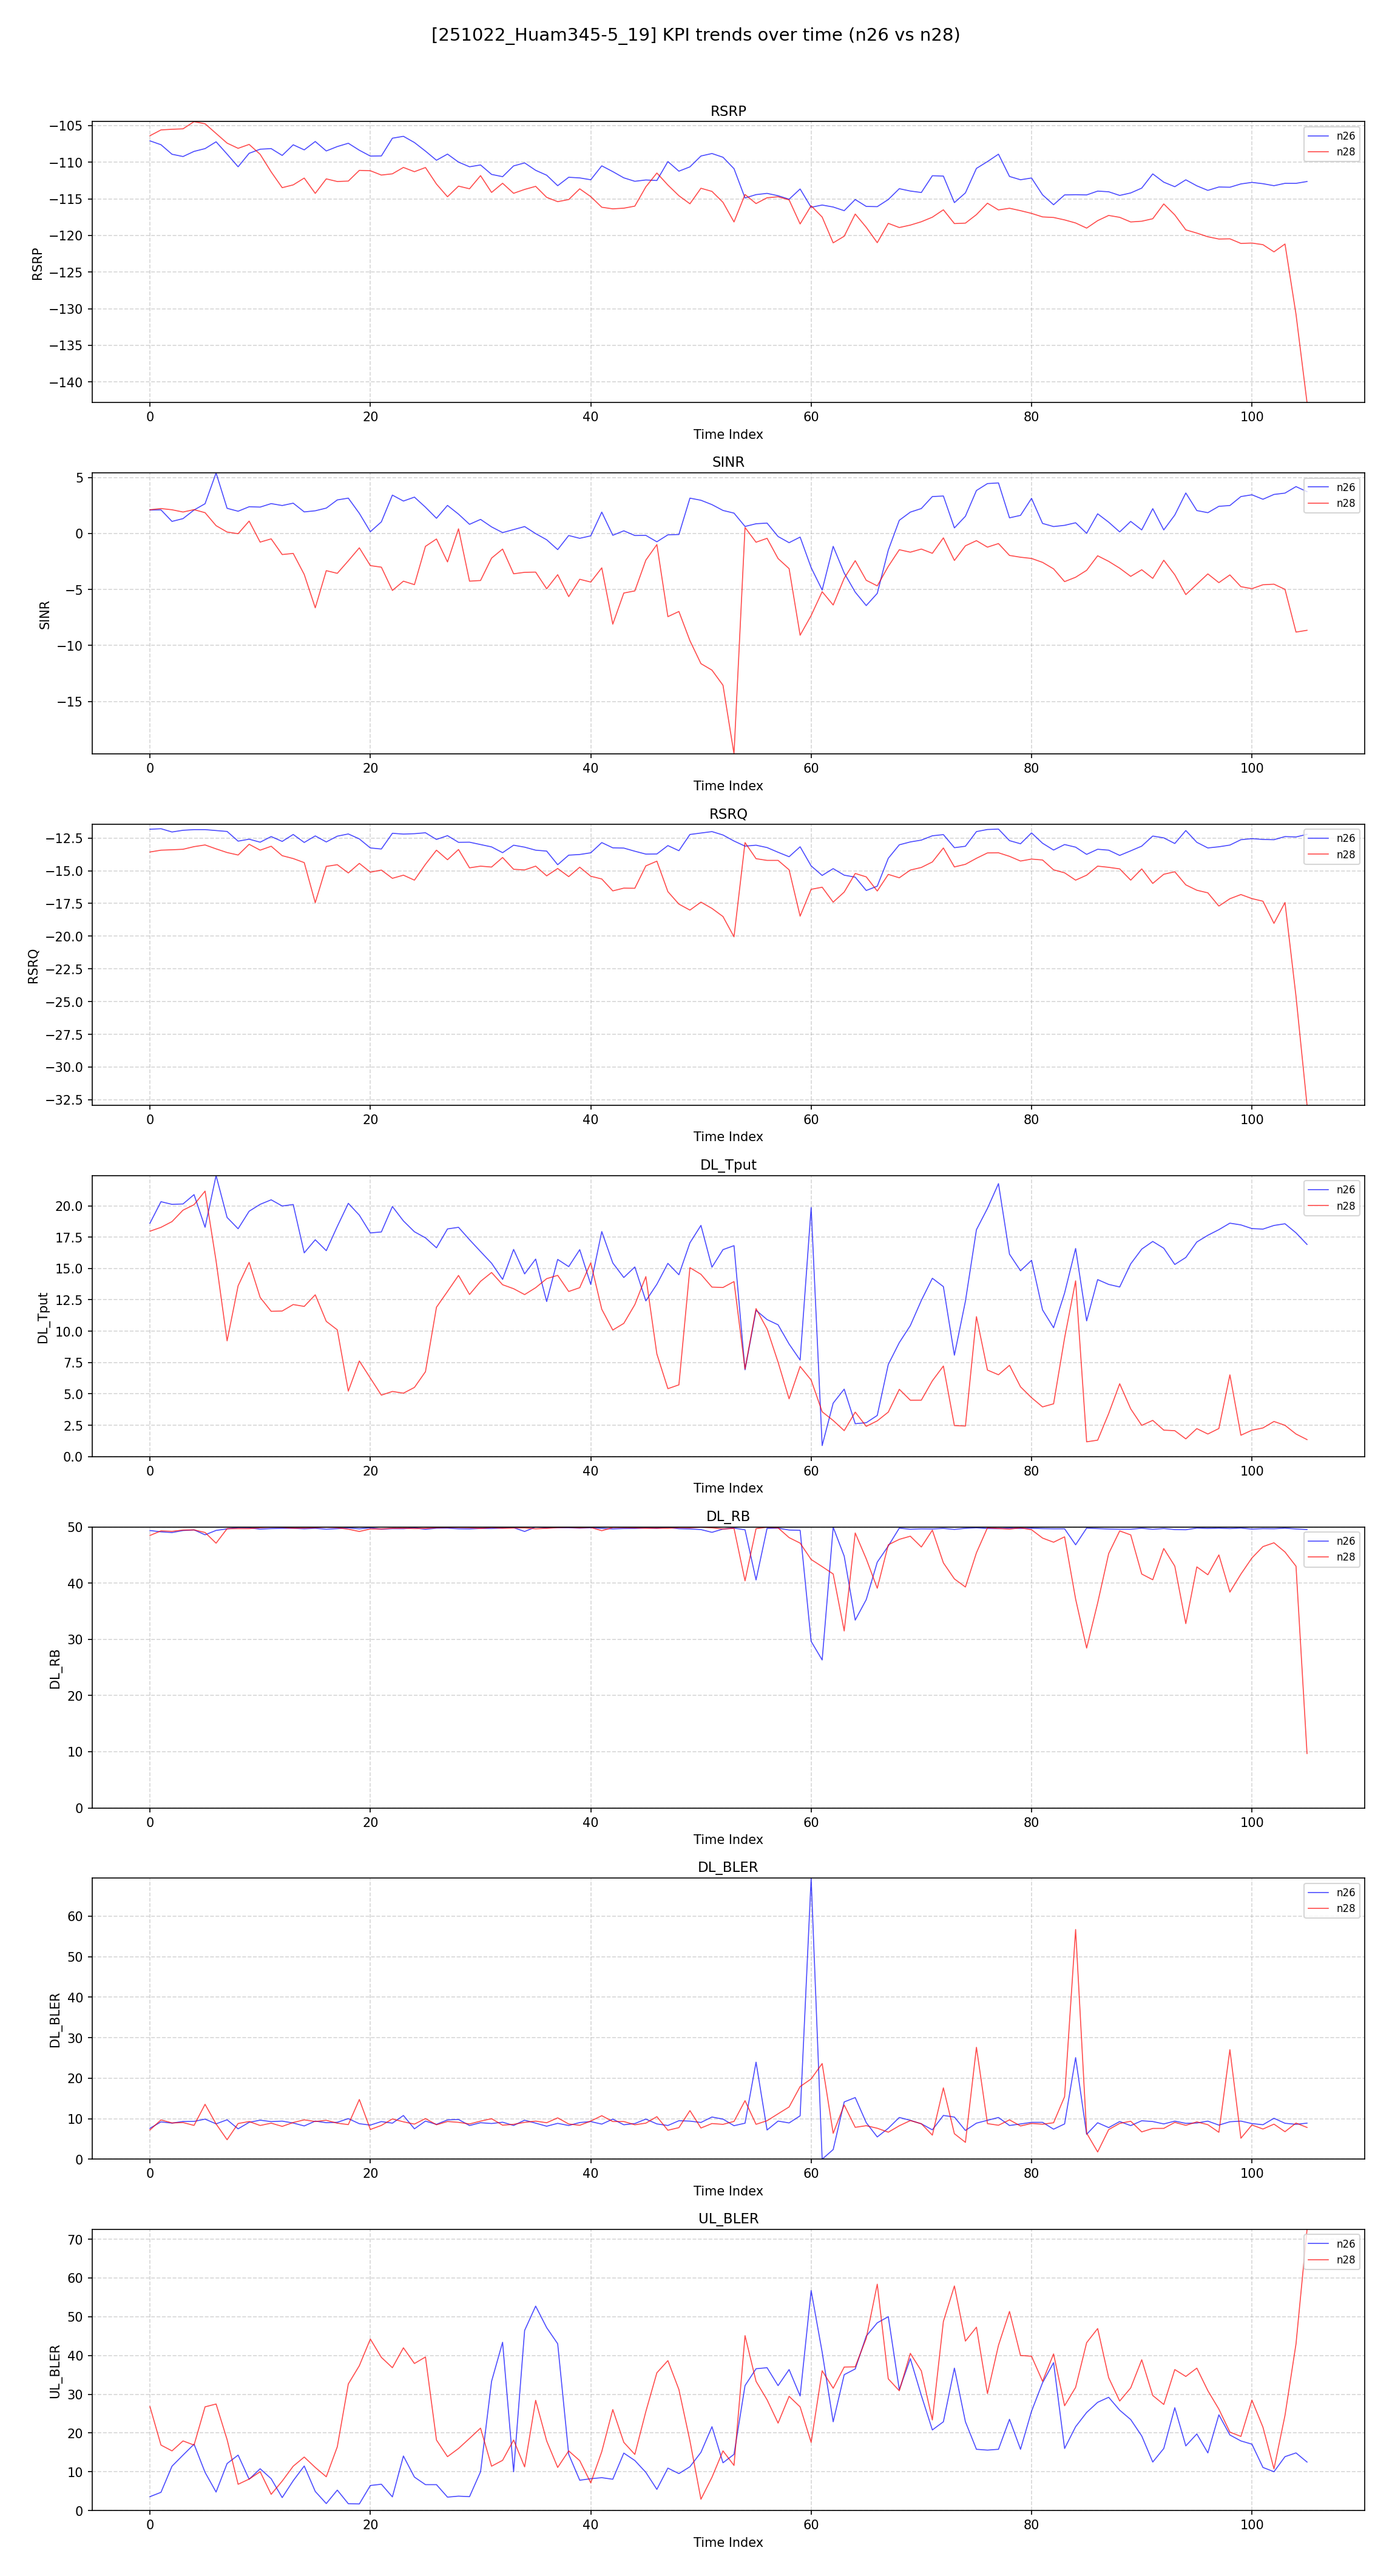 [251022_Huam345-5_19] KPI trends over time (n26 vs n28)
RSRP
−105
−110
−115
−120
−125
−130
−135
−140
RSRP
n26
n28
0 20 40 60 80 100
Time Index
SINR
5
0
−5
−10
−15
SINR
n26
n28
0 20 40 60 80 100
Time Index
RSRQ
−12.5
−15.0
−17.5
−20.0
−22.5
−25.0
−27.5
−30.0
−32.5
RSRQ
n26
n28
0 20 40 60 80 100
Time Index
DL_Tput
20.0
17.5
15.0
12.5
10.0
7.5
5.0
2.5
0.0
DL_Tput
n26
n28
0 20 40 60 80 100
Time Index
DL_RB
50
40
30
20
10
0
DL_RB
n26
n28
0 20 40 60 80 100
Time Index
DL_BLER
60
50
40
30
20
10
0
DL_BLER
n26
n28
0 20 40 60 80 100
Time Index
UL_BLER
70
60
50
40
30
20
10
0
UL_BLER
n26
n28
0 20 40 60 80 100
Time Index